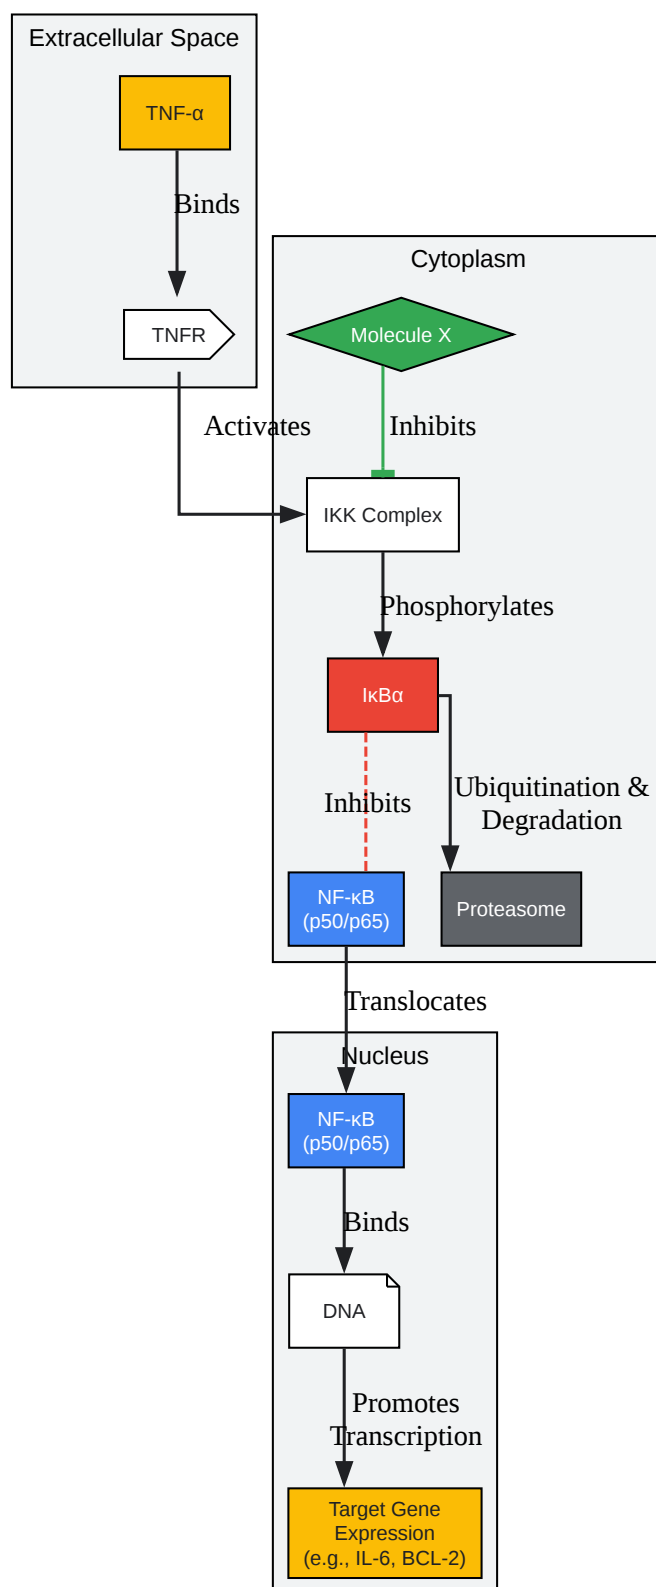 Extracellular Space
TNF-α
Binds
TNFR
Cytoplasm
Molecule X
Activates
Inhibits
IKK Complex
Phosphorylates
IκBα
Inhibits
Ubiquitination &
Degradation
NF-κB
(p50/p65)
Proteasome
Translocates
Nucleus
NF-κB
(p50/p65)
Binds
DNA
Promotes
Transcription
Target Gene
Expression
(e.g., IL-6, BCL-2)